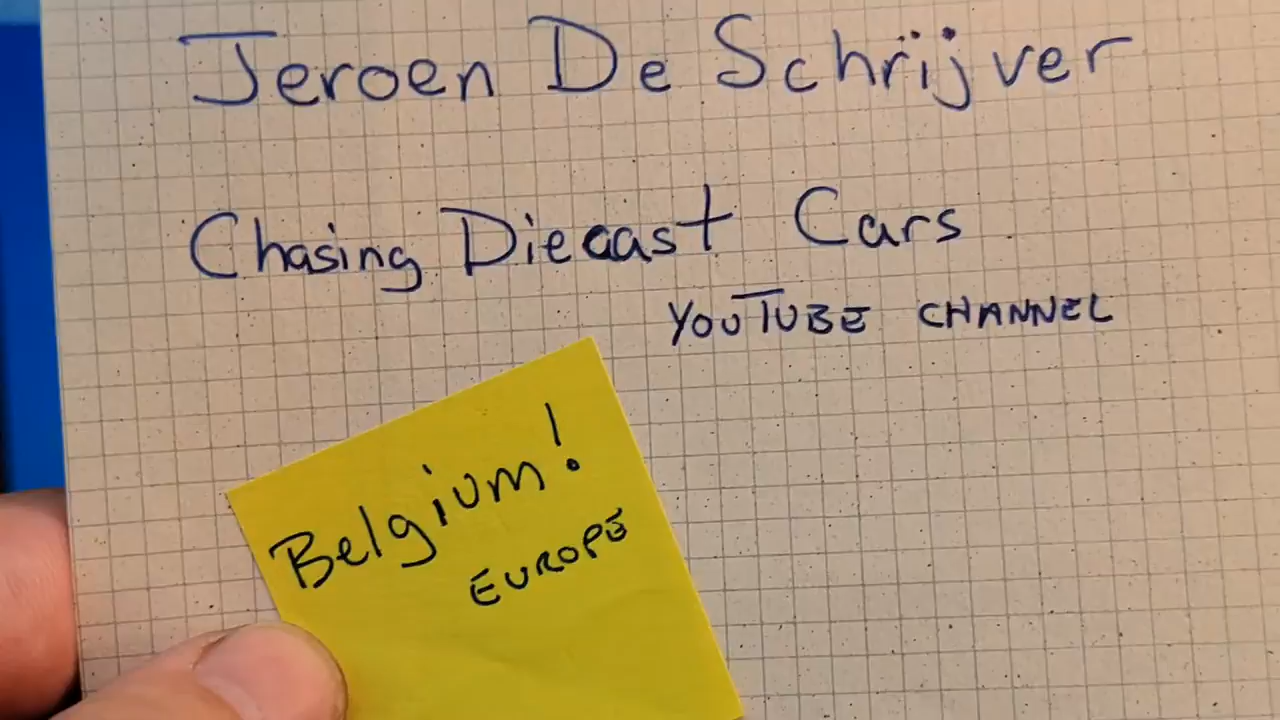 Jeroen De Schrijver
Chasing Diecast Cars
YOUTUBE CHANNEL
Belgium!
EUROPE